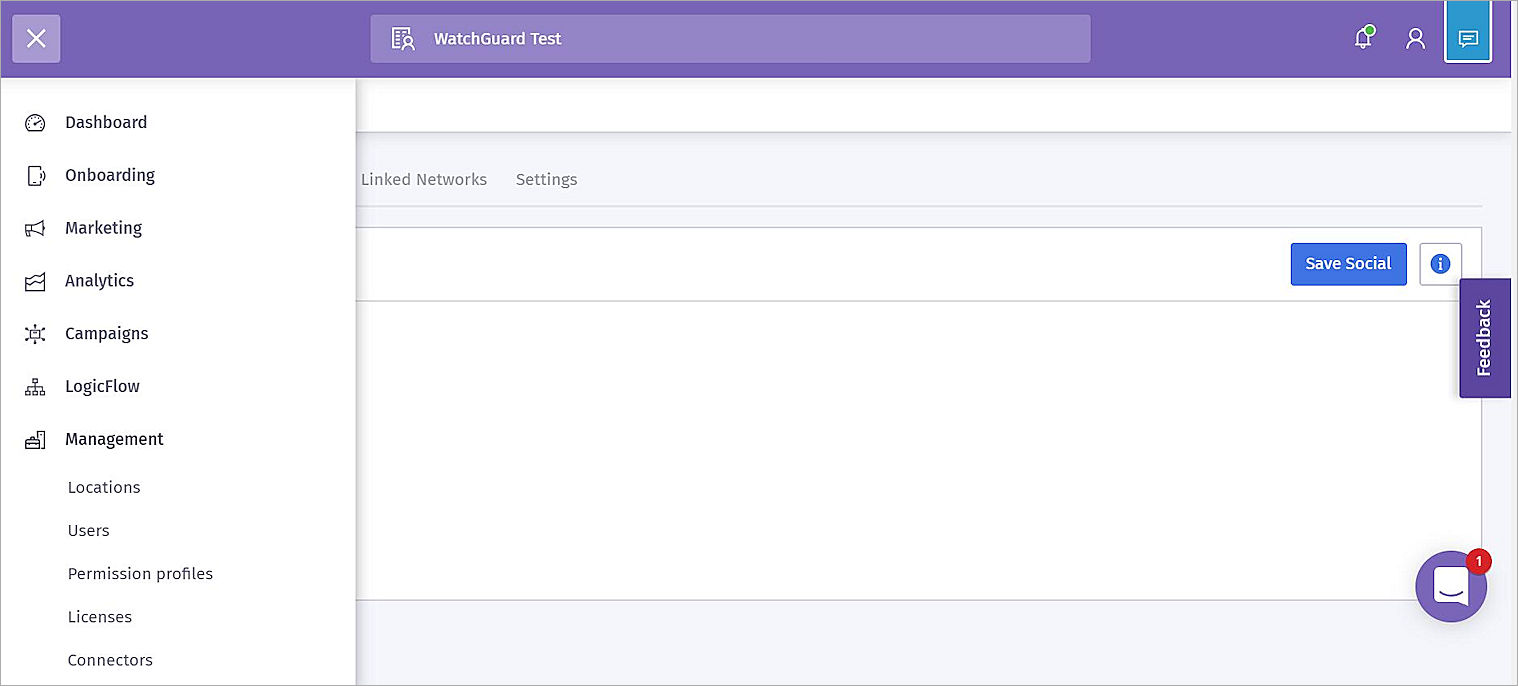 WatchGuard Test
Dashboard
Onboarding
Marketing
Analytics
Campaigns
LogicFlow
Management
Locations
Users
Permission profiles
Licenses
Connectors
Linked Networks Settings
Save Social
Feedback
1